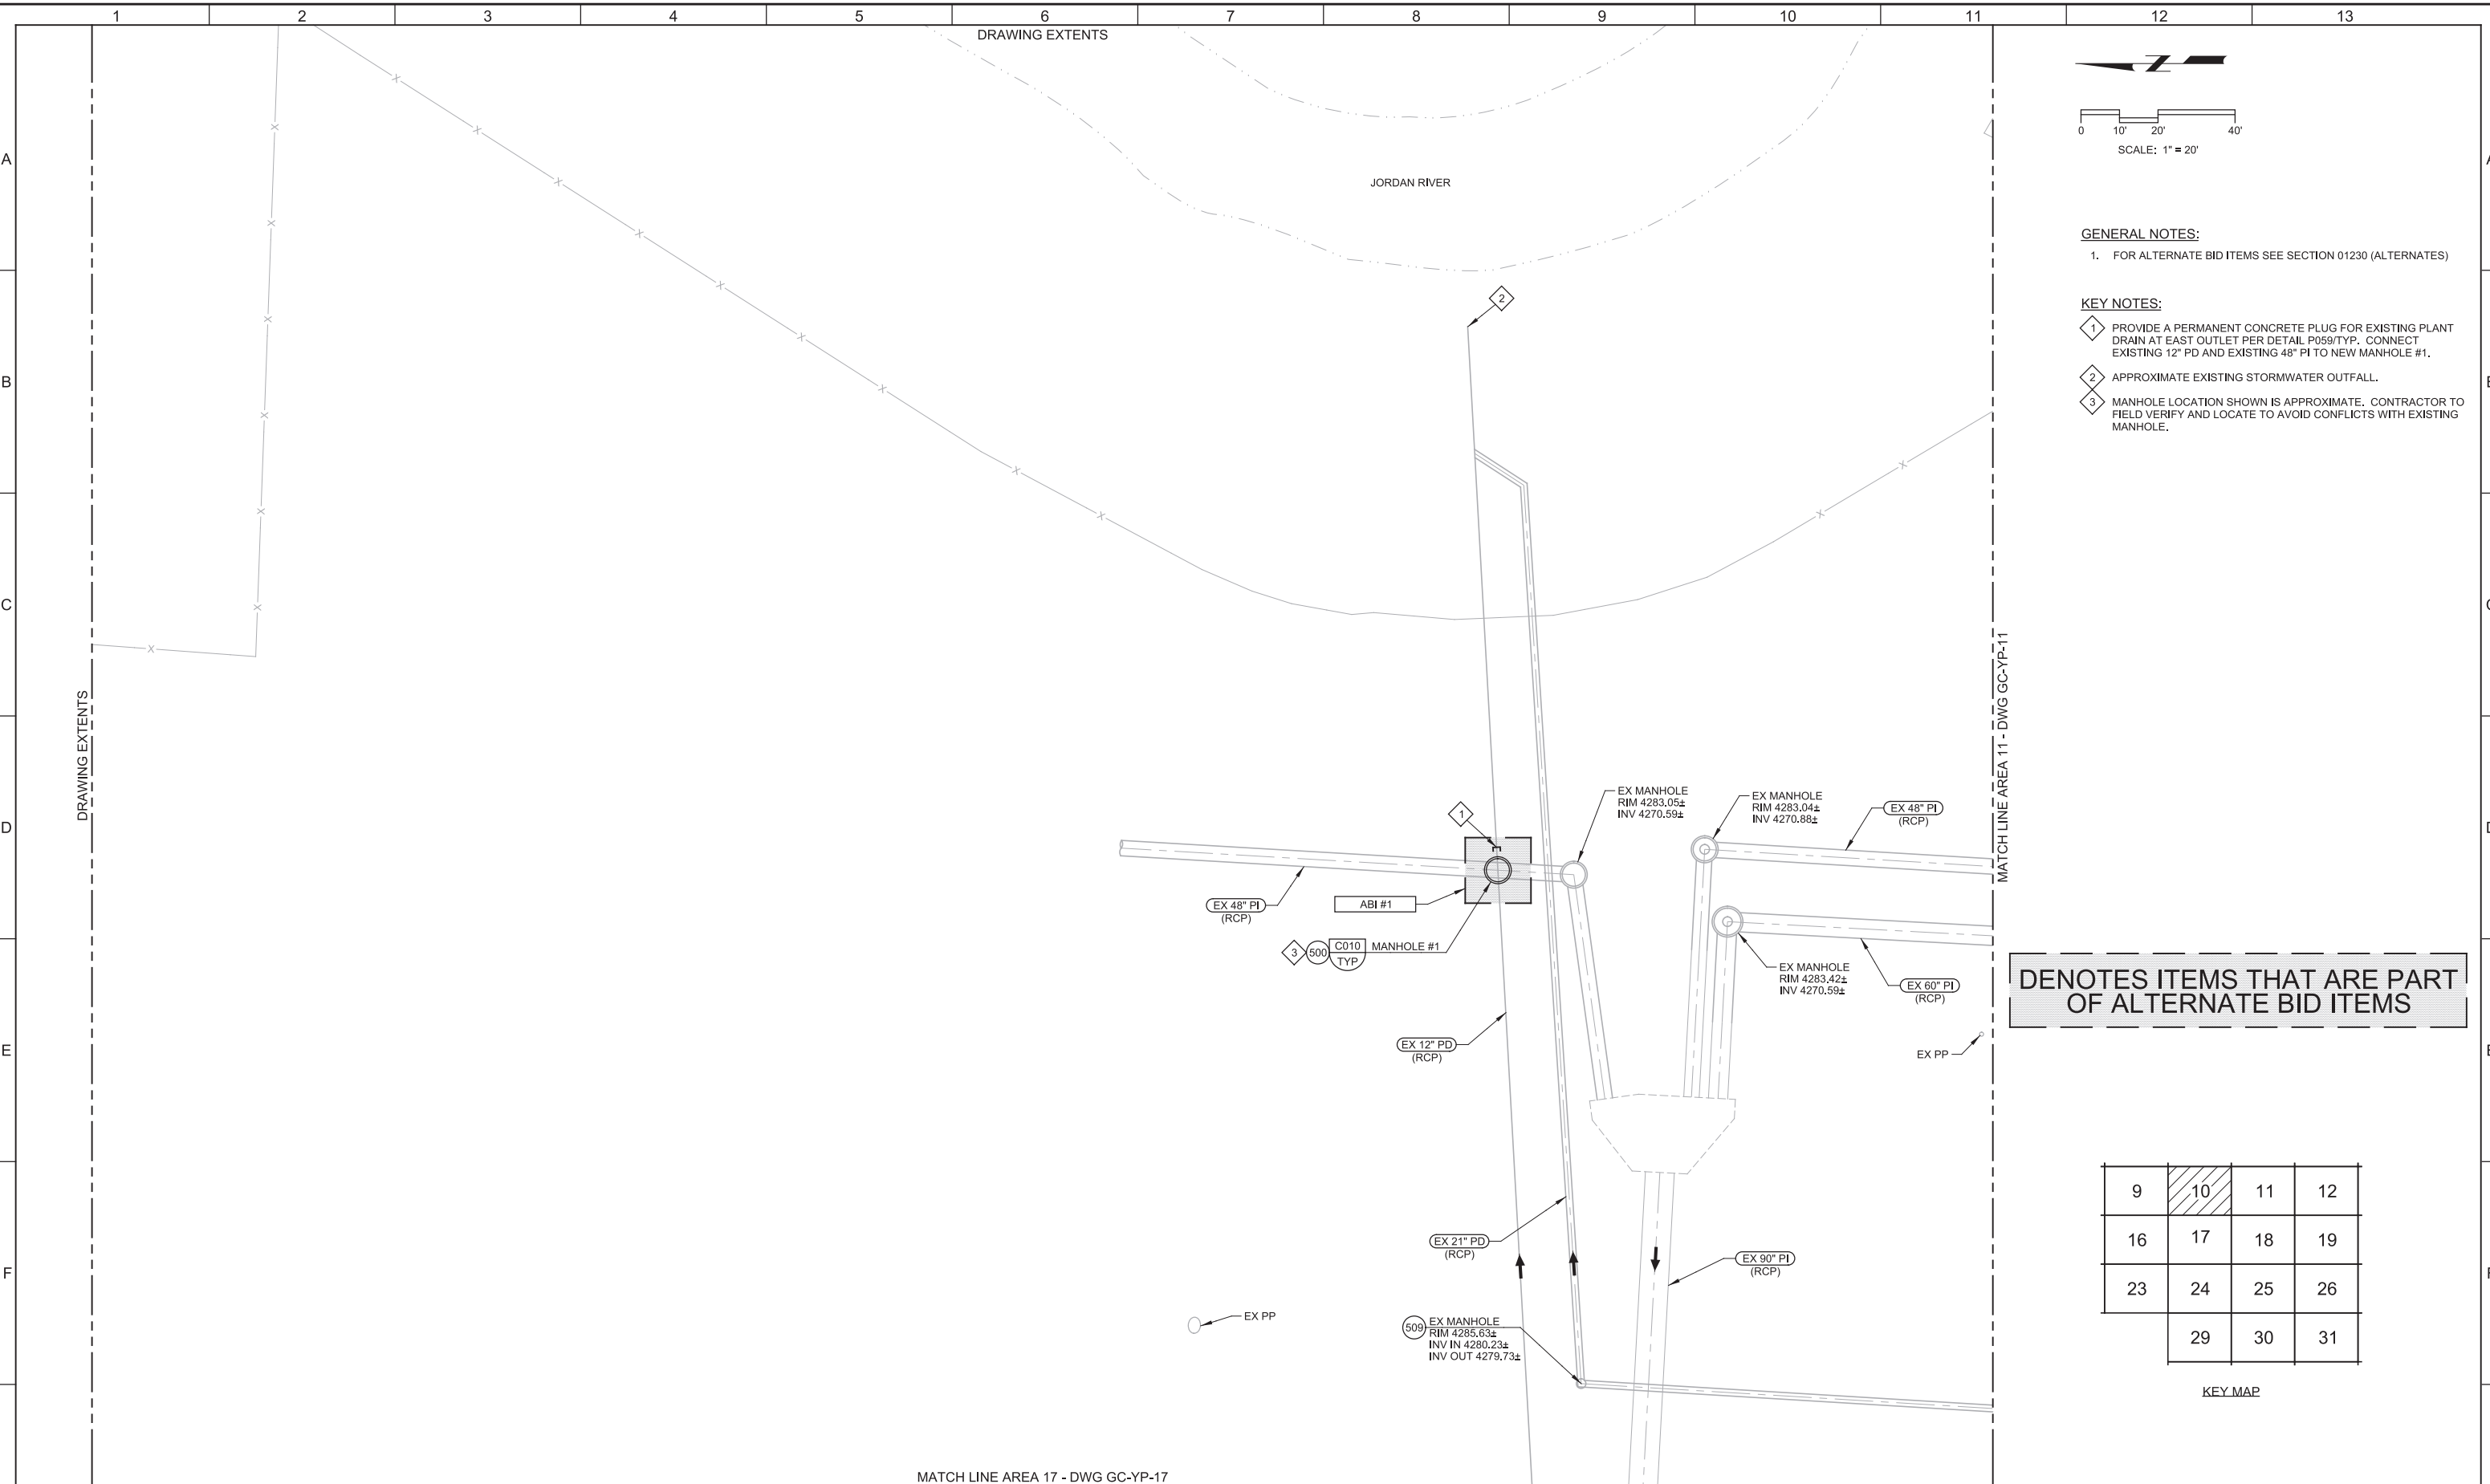 1 2 3 4 5 6 7 8 9 10 11 12 13
DRAWING EXTENTS
Z
0 10' 20' 40'
SCALE: 1" = 20'
A
A
JORDAN RIVER
GENERAL NOTES:
1. FOR ALTERNATE BID ITEMS SEE SECTION 01230 (ALTERNATES)
KEY NOTES:
1 PROVIDE A PERMANENT CONCRETE PLUG FOR EXISTING PLANT
DRAIN AT EAST OUTLET PER DETAIL P059/TYP. CONNECT
EXISTING 12" PD AND EXISTING 48" PI TO NEW MANHOLE #1.
2 APPROXIMATE EXISTING STORMWATER OUTFALL.
3 MANHOLE LOCATION SHOWN IS APPROXIMATE. CONTRACTOR TO
FIELD VERIFY AND LOCATE TO AVOID CONFLICTS WITH EXISTING
MANHOLE.
2
B
C
DRAWING EXTENTS
MATCH LINE AREA 11 - DWG GC-YP-11
D
1
EX MANHOLE
RIM 4283.05±
INV 4270.59±
EX MANHOLE
RIM 4283.04±
INV 4270.88±
EX 48" PI
(RCP)
EX 48" PI
(RCP)
ABI #1
3 500 C010 MANHOLE #1
TYP
EX MANHOLE
RIM 4283.42±
INV 4270.59±
EX 60" PI
(RCP)
DENOTES ITEMS THAT ARE PART
OF ALTERNATE BID ITEMS
E
EX 12" PD
(RCP)
EX PP
EX 21" PD
(RCP)
EX 90" PI
(RCP)
F
EX PP
509 EX MANHOLE
RIM 4285.63±
INV IN 4280.23±
INV OUT 4279.73±
9 10 11 12
16 17 18 19
23 24 25 26
29 30 31
KEY MAP
MATCH LINE AREA 17 - DWG GC-YP-17